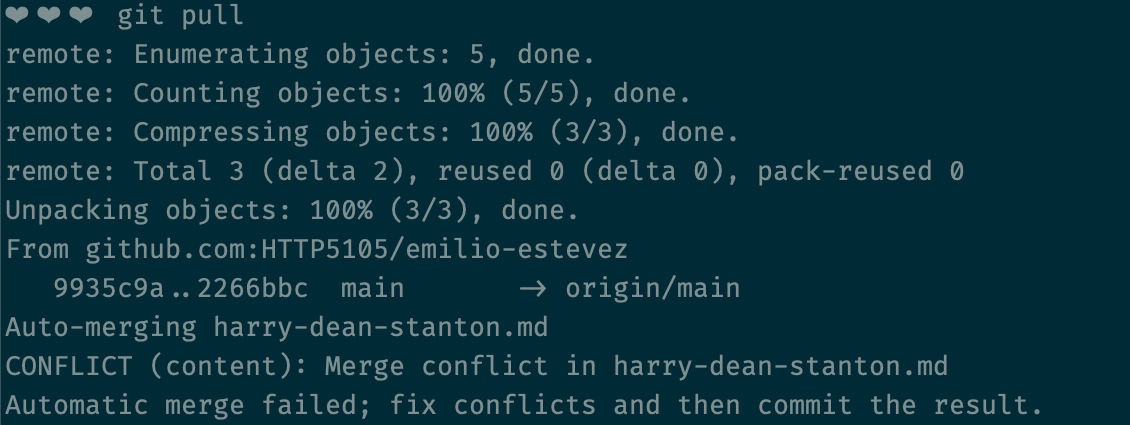 ❤❤❤ git pull
remote: Enumerating objects: 5, done.
remote: Counting objects: 100% (5/5), done.
remote: Compressing objects: 100% (3/3), done.
remote: Total 3 (delta 2), reused 0 (delta 0), pack-reused 0
Unpacking objects: 100% (3/3), done.
From github.com:HTTP5105/emilio-estevez
   9935c9a..2266bbc  main       -> origin/main
Auto-merging harry-dean-stanton.md
CONFLICT (content): Merge conflict in harry-dean-stanton.md
Automatic merge failed; fix conflicts and then commit the result.